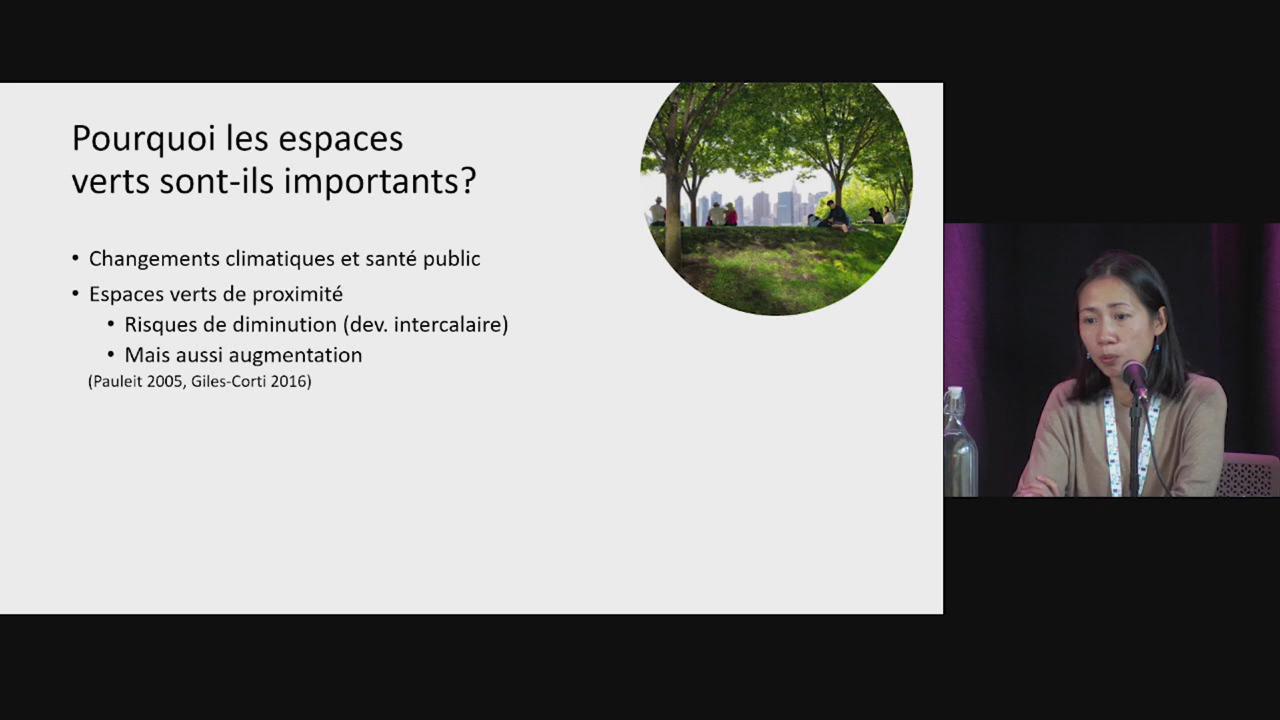 Pourquoi les espaces
verts sont-ils importants?
• Changements climatiques et santé public
• Espaces verts de proximité
• Risques de diminution (dev. intercalaire)
• Mais aussi augmentation
(Pauleit 2005, Giles-Corti 2016)